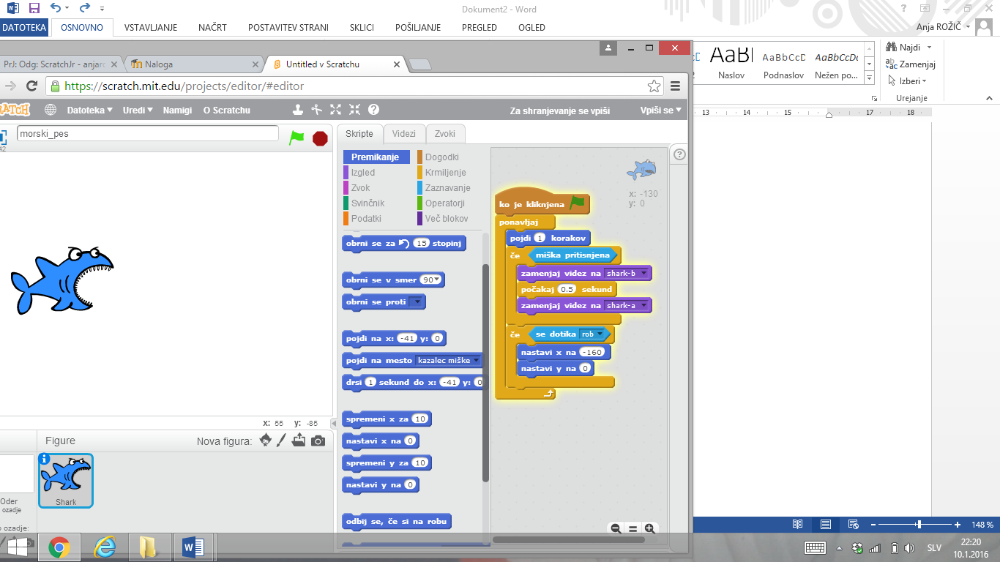 Dokument2 - Word
DATOTEKA OSNOVNO VSTAVLJANJE NAČRT POSTAVITEV STRANI SKLICI POŠILJANJE PREGLED OGLED
Anja ROŽIČ
PrJ: Odg: ScratchJr - anjaro
Naloga
Untitled v Scratchu
AaBl AaBbCcD AaBbCcDc
Naslov Podnaslov Nežen po...
Najdi
Zamenjaj
Izberi
Urejanje
https://scratch.mit.edu/projects/editor/#editor
Datoteka Uredi Namigi O Scratchu
Za shranjevanje se vpiši Vpiši se
13 14 15 17 18
morski_pes
Skripte Videzi Zvoki
Premikanje
Izgled
Zvok
Svinčnik
Podatki
Dogodki
Krmiljenje
Zaznavanje
Operatorji
Več blokov
obrni se za 15 stopinj
obrni se v smer 90
obrni se proti
pojdi na x: -41 y: 0
pojdi na mesto kazalec miške
drsi 1 sekund do x: -41 y: 0
spremeni x za 10
nastavi x na 0
spremeni y za 10
nastavi y na 0
odbij se, če si na robu
x: -130
y: 0
ko je kliknjena
ponavljaj
pojdi 1 korakov
če miška pritisnjena
zamenjaj videz na shark-b
počakaj 0.5 sekund
zamenjaj videz na shark-a
če se dotika rob
nastavi x na -160
nastavi y na 0
x: 55 y: -85
Figure Nova figura:
Shark
Oder
ozadje
o ozadje:
148 %
SLV
22:20
10.1.2016